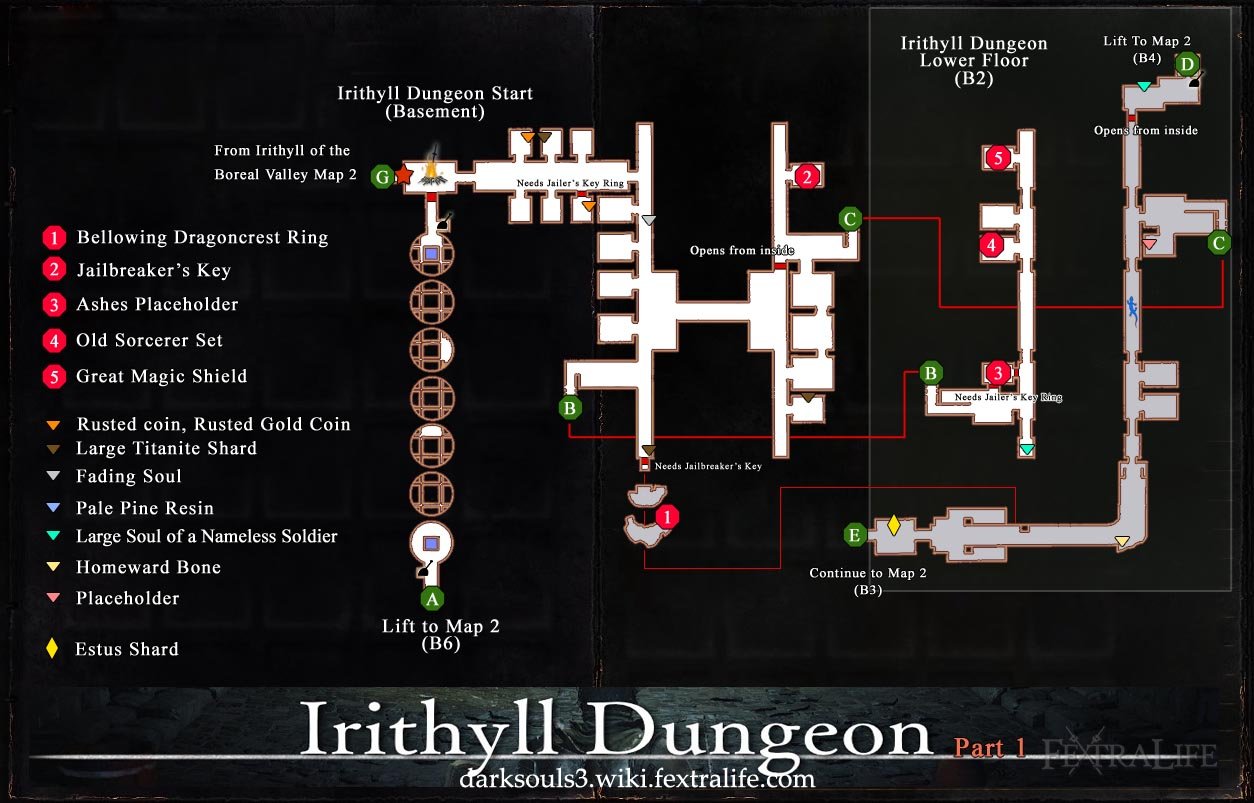 Irithyll Dungeon Start
(Basement)
From Irithyll of the
Boreal Valley Map 2
G
Needs Jailer's Key Ring
1 Bellowing Dragoncrest Ring
2 Jailbreaker's Key
3 Ashes Placeholder
4 Old Sorcerer Set
5 Great Magic Shield
Rusted coin, Rusted Gold Coin
Large Titanite Shard
Fading Soul
Pale Pine Resin
Large Soul of a Nameless Soldier
Homeward Bone
Placeholder
Estus Shard
A
Lift to Map 2
(B6)
B
Needs Jailbreaker's Key
1
2
C
Opens from inside
Irithyll Dungeon
Lower Floor
(B2)
5
4
3
B
Needs Jailer's Key Ring
Lift To Map 2
(B4)
D
Opens from inside
C
E
Continue to Map 2
(B3)
Irithyll Dungeon
Part 1
FEXTRALIFE
darksouls3.wiki.fextralife.com